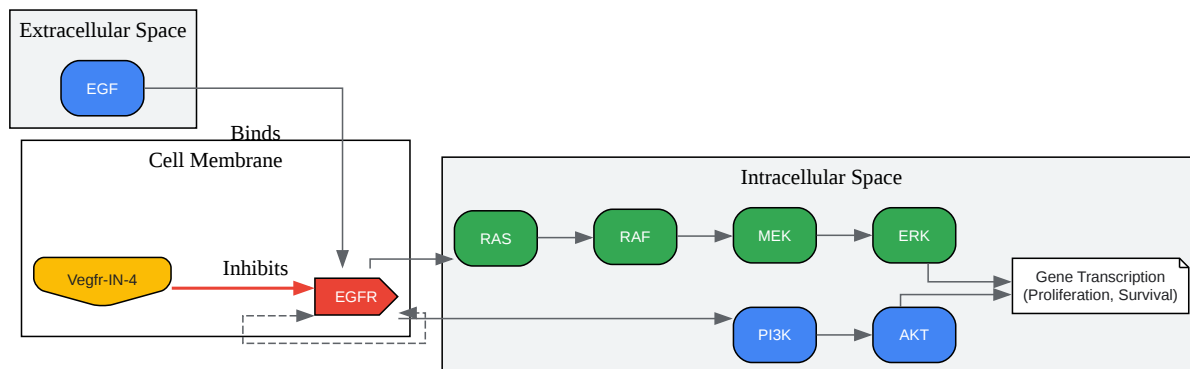 Extracellular Space
EGF
Binds
Cell Membrane
Vegfr-IN-4
Inhibits
EGFR
Intracellular Space
RAS
RAF
MEK
ERK
PI3K
AKT
Gene Transcription
(Proliferation, Survival)